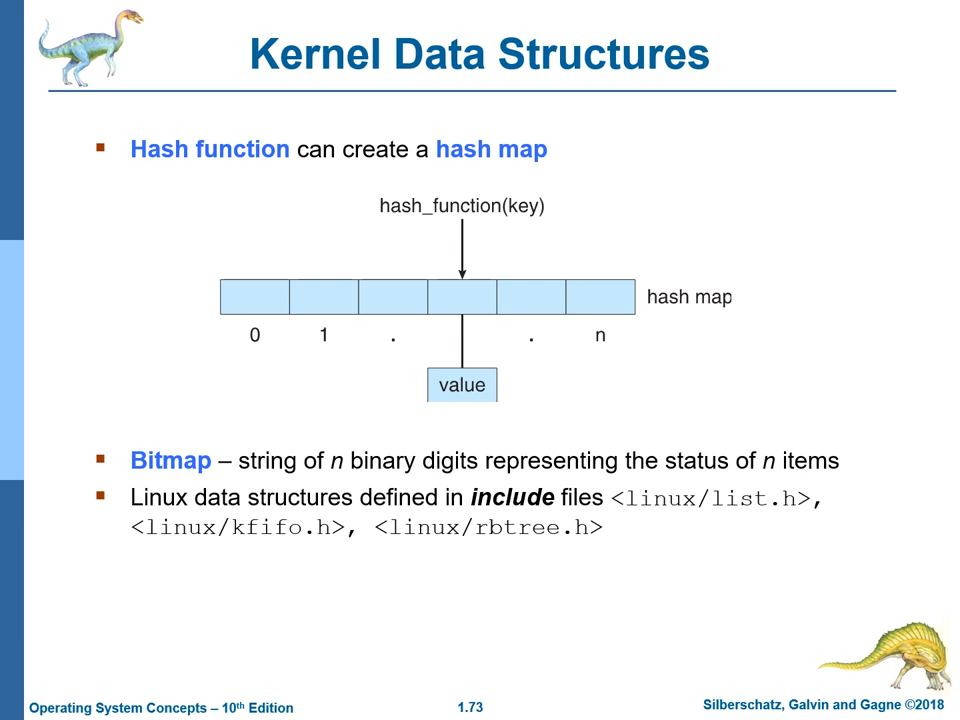 Kernel Data Structures
▪ Hash function can create a hash map
hash_function(key)
hash map
0 1 . . n
value
▪ Bitmap – string of n binary digits representing the status of n items
▪ Linux data structures defined in include files <linux/list.h>,
<linux/kfifo.h>, <linux/rbtree.h>
Operating System Concepts – 10th Edition
1.73
Silberschatz, Galvin and Gagne ©2018